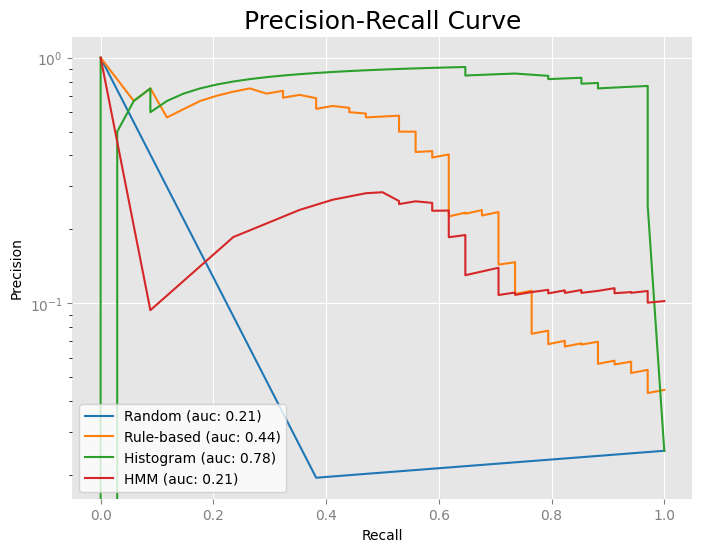 Precision-Recall Curve
10⁰
10⁻¹
Precision
Random (auc: 0.21)
Rule-based (auc: 0.44)
Histogram (auc: 0.78)
HMM (auc: 0.21)
0.0 0.2 0.4 0.6 0.8 1.0
Recall